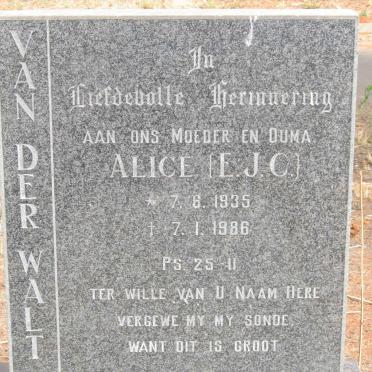 VAN DER WALT
In
Liefdevolle Herinnering
AAN ONS MOEDER EN OUMA
ALICE [E.J.C.]
* 7.8.1935
† 7.1.1986
PS. 25-11
TER WILLE VAN U NAAM HERE
VERGEWE MY MY SONDE,
WANT DIT IS GROOT